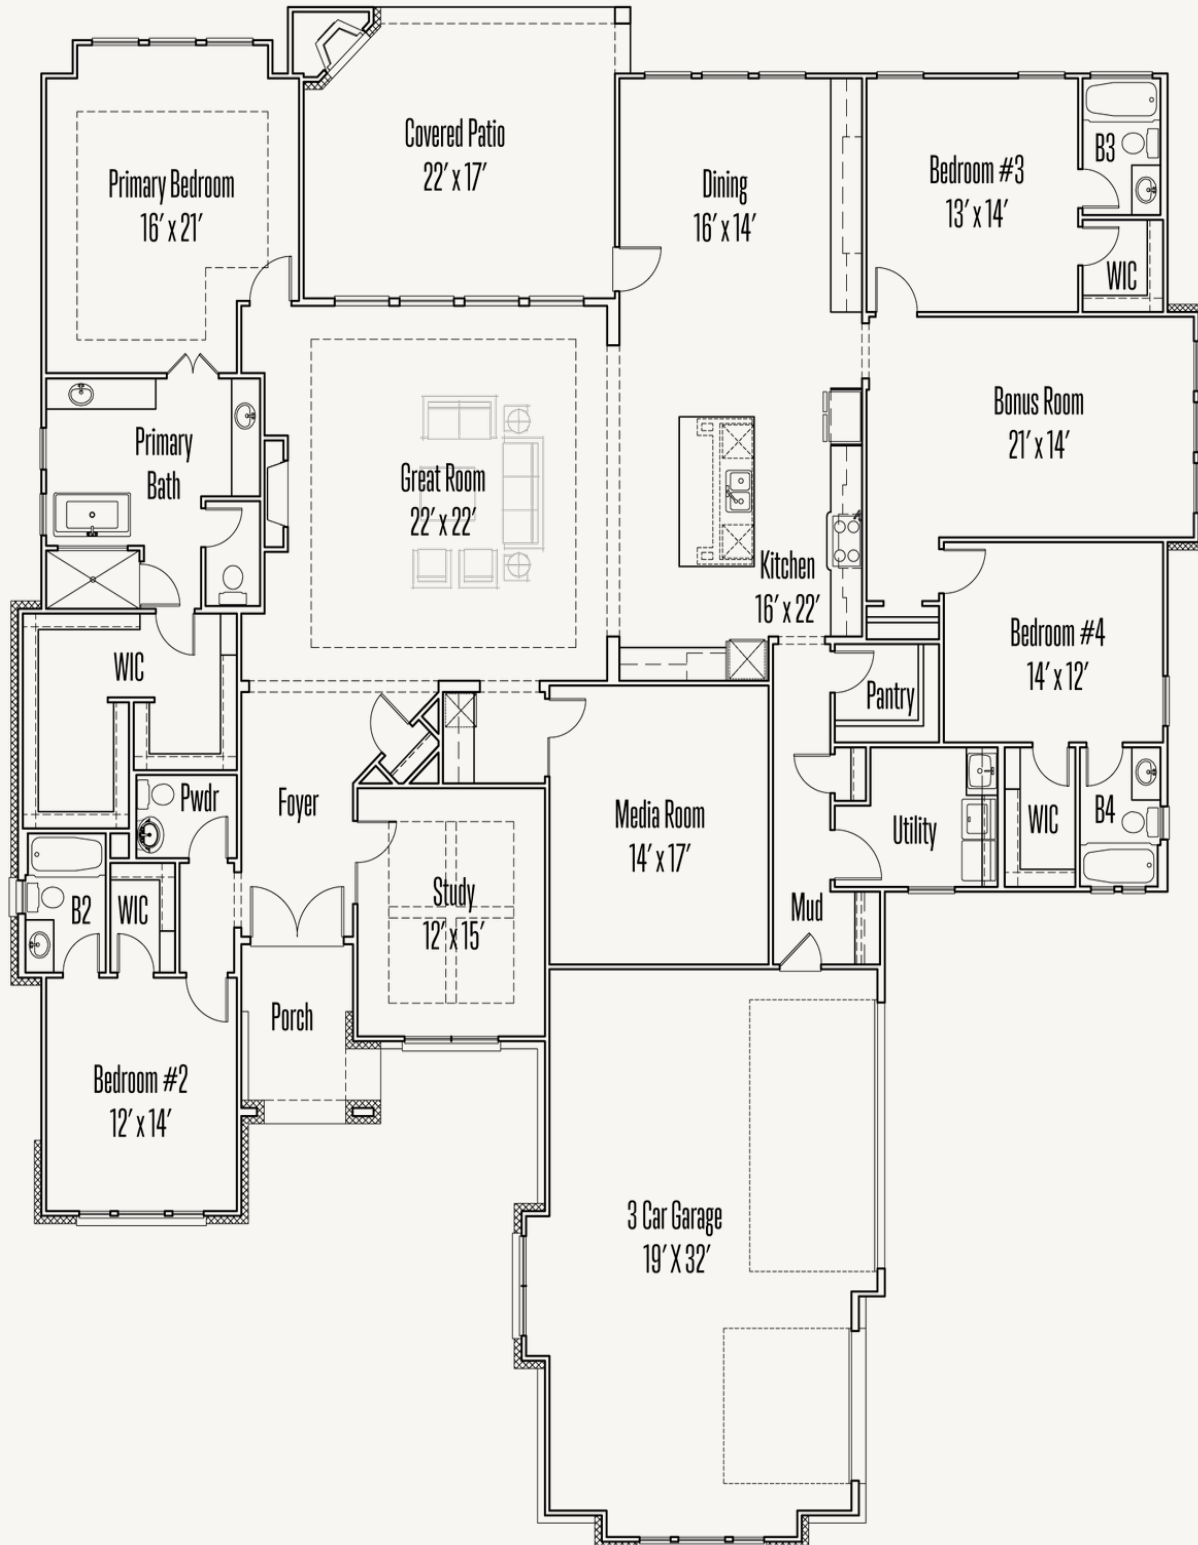 Covered Patio
22' x 17'
Primary Bedroom
16' x 21'
Dining
16' x 14'
Bedroom #3
13' x 14'
B3
WIC
Bonus Room
21' x 14'
Primary
Bath
Great Room
22' x 22'
Kitchen
16' x 22'
Bedroom #4
14' x 12'
WIC
Pantry
Pwdr
Foyer
Media Room
14' x 17'
Utility
WIC
B4
B2
WIC
Study
12' x 15'
Mud
Porch
Bedroom #2
12' x 14'
3 Car Garage
19' X 32'